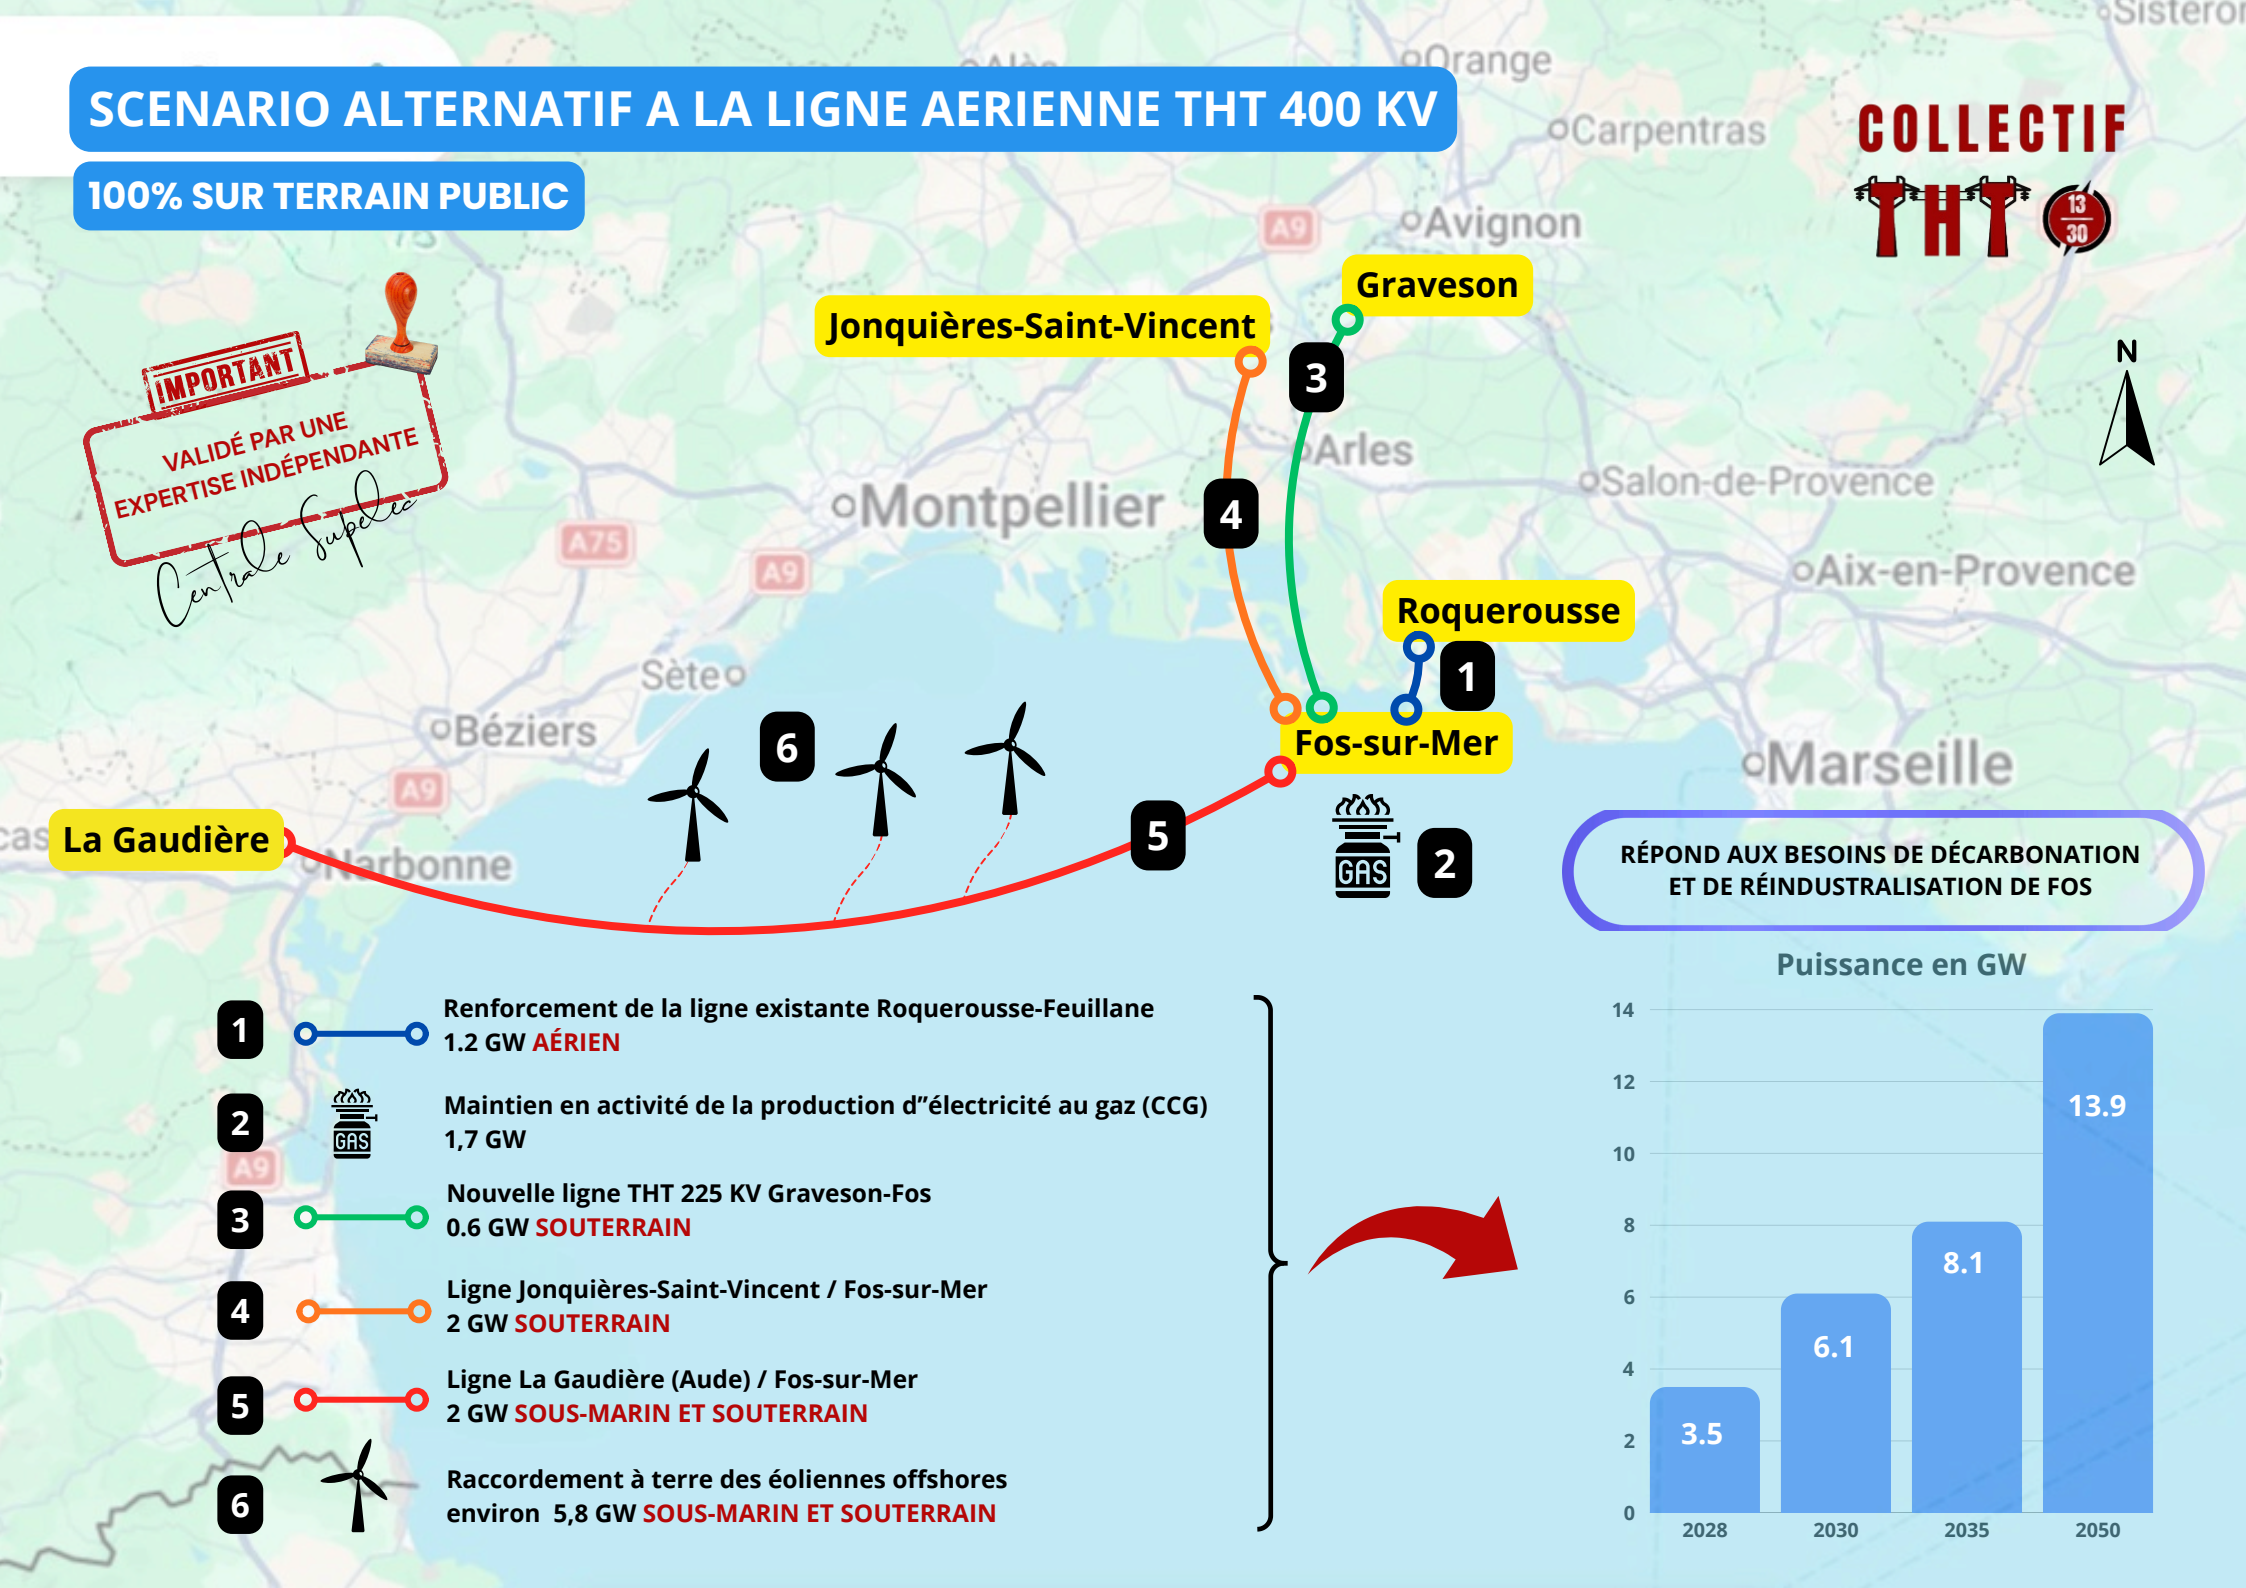 Sisteron
Alès
Orange
SCENARIO ALTERNATIF A LA LIGNE AERIENNE THT 400 KV
COLLECTIF
Carpentras
100% SUR TERRAIN PUBLIC
THT 13
30
A9
Avignon
Graveson
Jonquières-Saint-Vincent
N
3
IMPORTANT
VALIDÉ PAR UNE
EXPERTISE INDÉPENDANTE
Centrale Supelec
Arles
Salon-de-Provence
Montpellier
4
A75
A9
Aix-en-Provence
Roquerousse
1
Sète
Béziers
6
Fos-sur-Mer
Marseille
A9
5
La Gaudière
Narbonne
GAS
2
RÉPOND AUX BESOINS DE DÉCARBONATION
ET DE RÉINDUSTRALISATION DE FOS
1
Renforcement de la ligne existante Roquerousse-Feuillane
1.2 GW AÉRIEN
2
GAS
Maintien en activité de la production d’’électricité au gaz (CCG)
1,7 GW
A9
3
Nouvelle ligne THT 225 KV Graveson-Fos
0.6 GW SOUTERRAIN
4
Ligne Jonquières-Saint-Vincent / Fos-sur-Mer
2 GW SOUTERRAIN
5
Ligne La Gaudière (Aude) / Fos-sur-Mer
2 GW SOUS-MARIN ET SOUTERRAIN
6
Raccordement à terre des éoliennes offshores
environ 5,8 GW SOUS-MARIN ET SOUTERRAIN
Puissance en GW
14
12
10
8
6
4
2
0
3.5
6.1
8.1
13.9
2028
2030
2035
2050